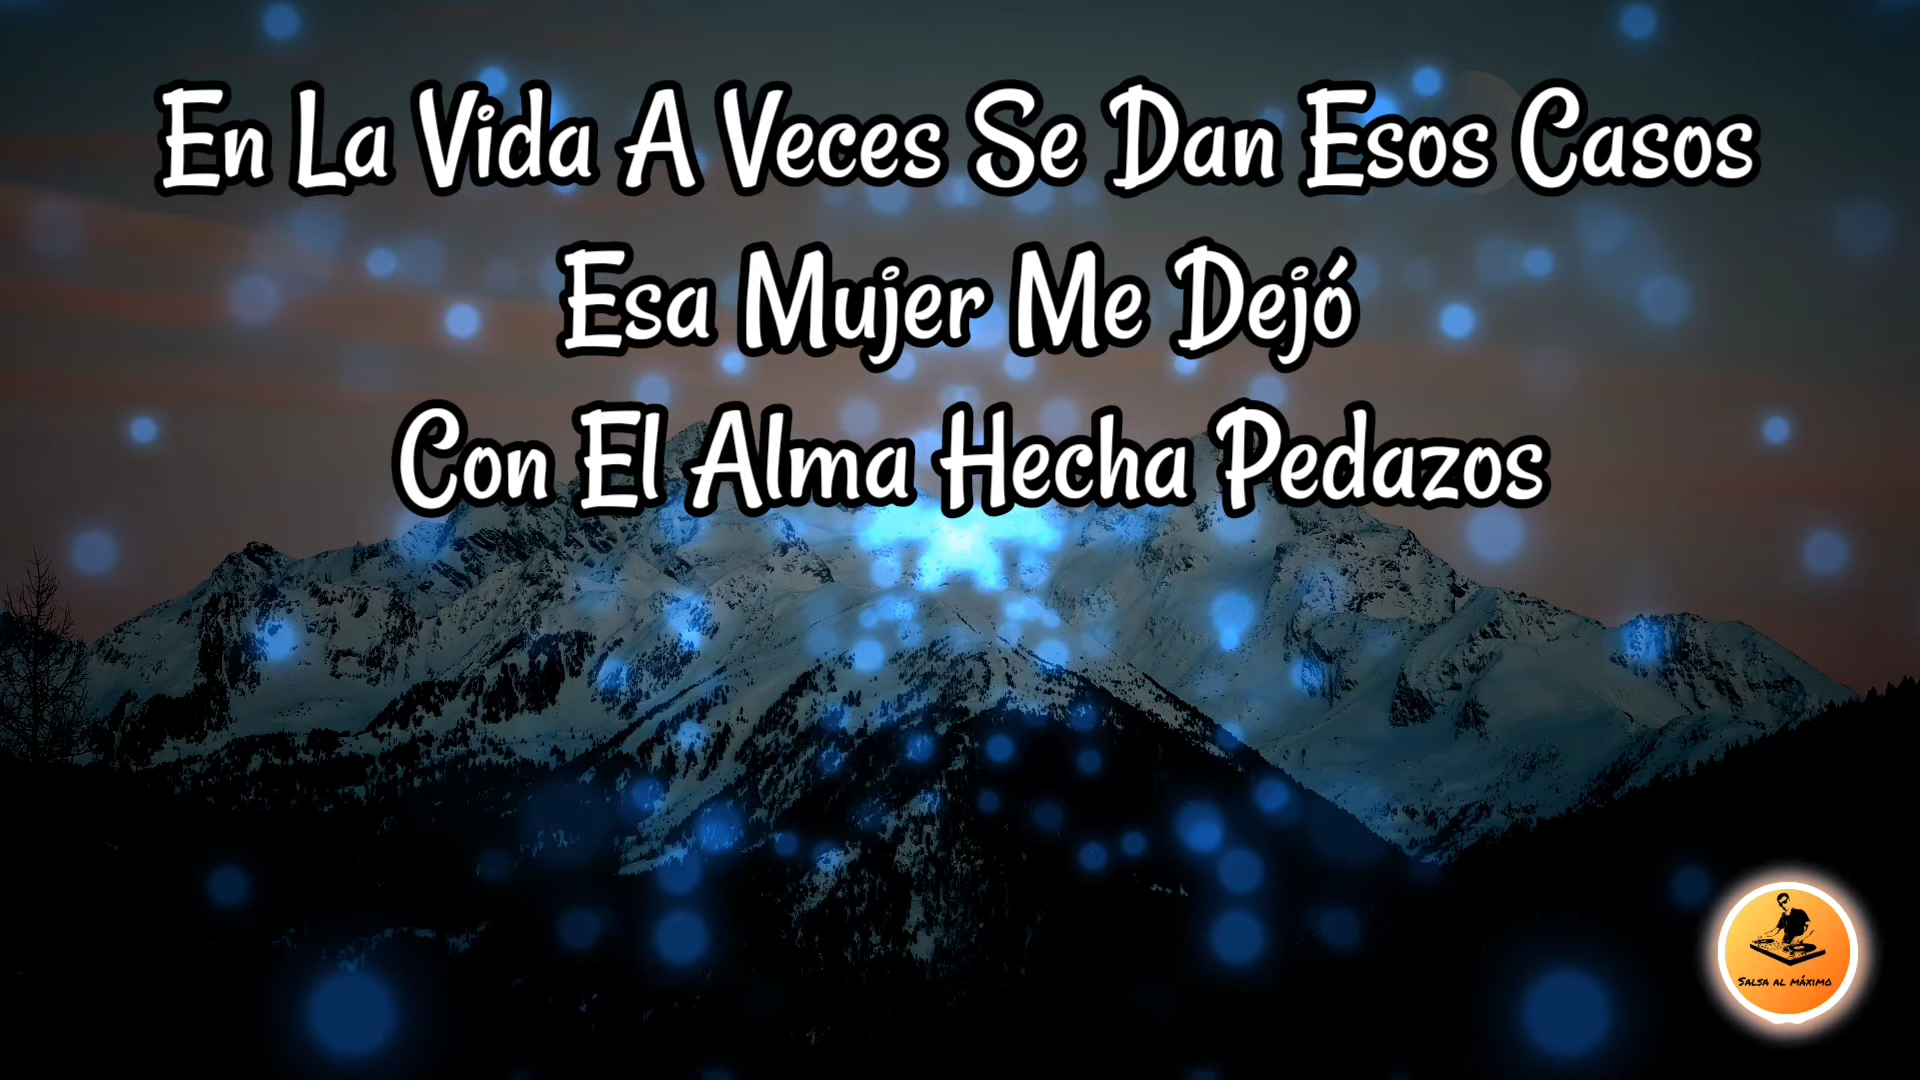 En La Vida A Veces Se Dan Esos Casos
Esa Mujer Me Dejó
Con El Alma Hecha Pedazos
Salsa al máximo